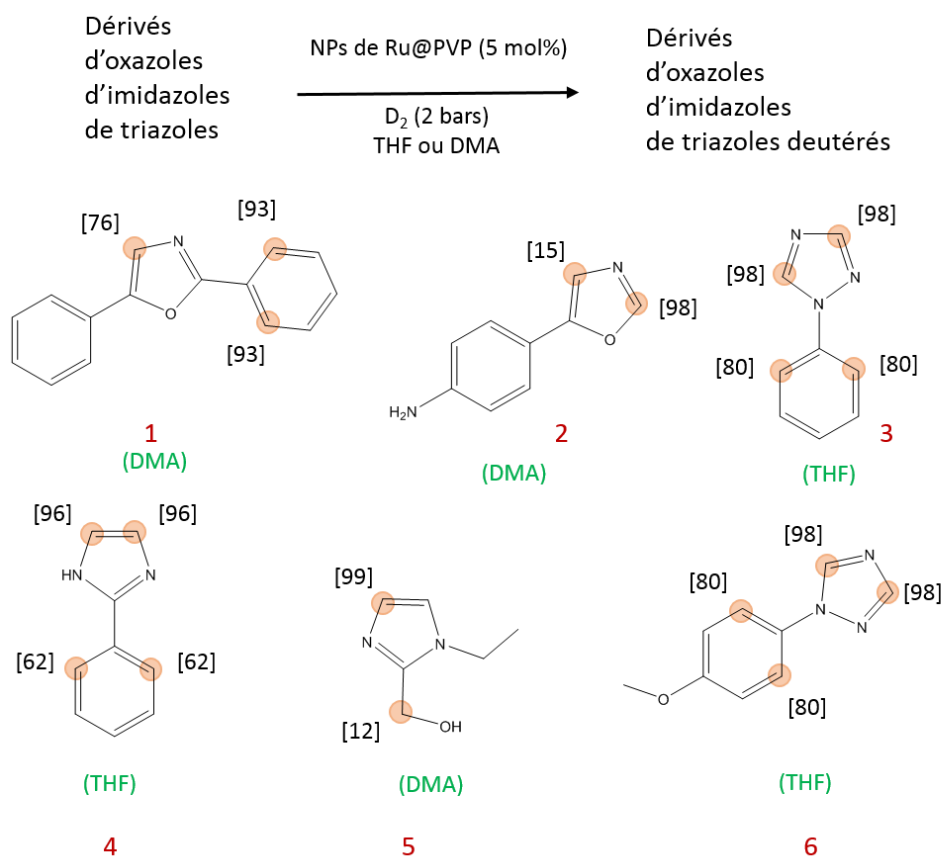 Dérivés
d’oxazoles
d’imidazoles
de triazoles
NPs de Ru@PVP (5 mol%)
D2 (2 bars)
THF ou DMA
Dérivés
d’oxazoles
d’imidazoles
de triazoles deutérés
[76]
[93]
N
O
[93]
1
(DMA)
[15]
N
[98]
O
H2N
2
(DMA)
[98]
N
[98]
N
N
[80]
[80]
3
(THF)
[96]
[96]
HN
N
[62]
[62]
(THF)
4
[99]
N
N
[12]
OH
(DMA)
5
[98]
N
[80]
[98]
N
N
O
[80]
(THF)
6